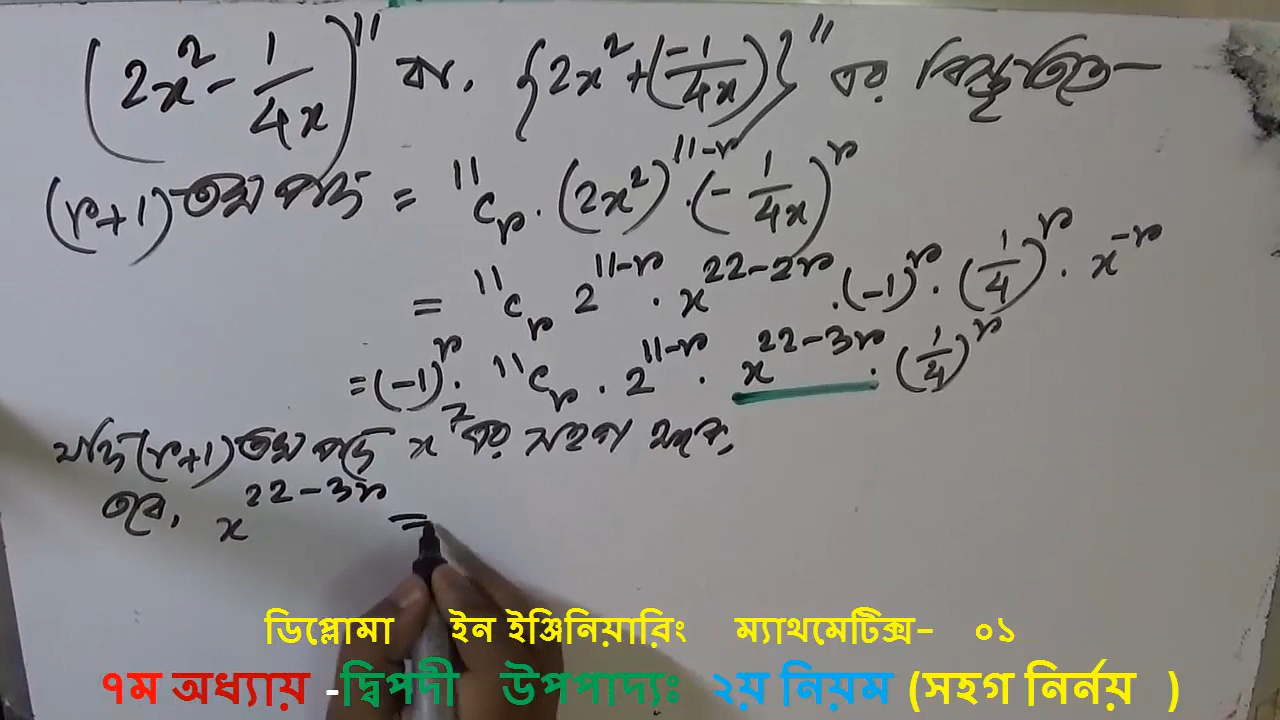 (2x² - 1/4x)¹¹ বা, {2x² + (-1/4x)}¹¹ এর বিস্তৃতিতে—
(r+1) তম পদ = ¹¹Cᵣ . (2x²)¹¹⁻ʳ . (- 1/4x)ʳ
= ¹¹Cᵣ 2¹¹⁻ʳ . x²²⁻²ʳ . (-1)ʳ . (1/4)ʳ . x⁻ʳ
= (-1)ʳ . ¹¹Cᵣ . 2¹¹⁻ʳ . x²²⁻³ʳ . (1/4)ʳ
যদি (r+1) তম পদে x⁷ এর সহগ থাকে,
তবে, x²²⁻³ʳ =
ডিপ্লোমা ইন ইঞ্জিনিয়ারিং ম্যাথমেটিক্স- ০১
৭ম অধ্যায় -দ্বিপদী উপপাদ্যঃ ২য় নিয়ম (সহগ নির্নয় )